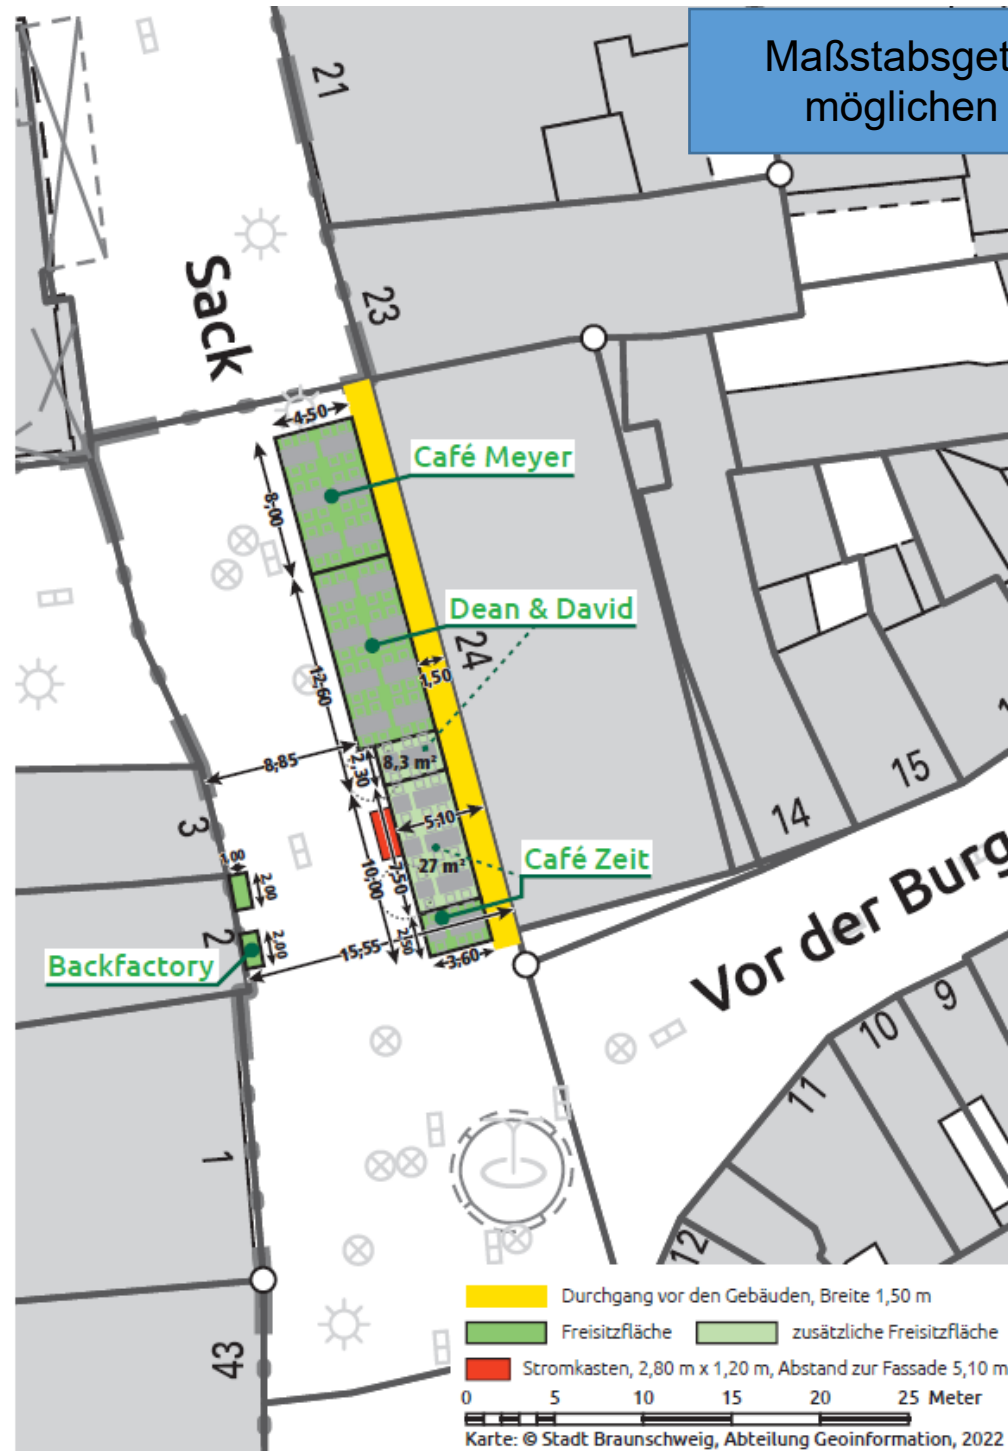 Maßstabsget
möglichen
21
Sack
23
4,50
Café Meyer
8,00
Dean & David
24
1,50
12,60
8,85
2,30
8,3 m²
3
5,10
14
15
1,00
2,00
10,00
7,50
27 m²
Café Zeit
2
2,00
15,55
2,50
3,60
Backfactory
Vor der Burg
9
10
11
1
12
43
Durchgang vor den Gebäuden, Breite 1,50 m
Freisitzfläche zusätzliche Freisitzfläche
Stromkasten, 2,80 m x 1,20 m, Abstand zur Fassade 5,10 m
0 5 10 15 20 25 Meter
Karte: © Stadt Braunschweig, Abteilung Geoinformation, 2022